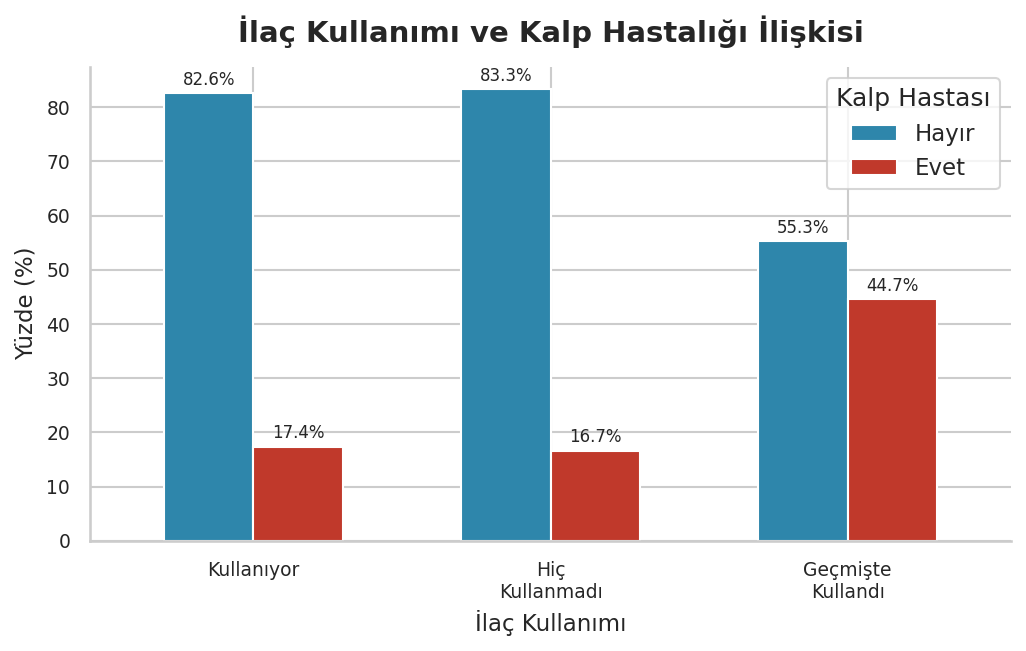 İlaç Kullanımı ve Kalp Hastalığı İlişkisi
82.6%
83.3%
Kalp Hastası
Hayır
Evet
80
70
60
50
40
30
20
10
0
55.3%
44.7%
17.4%
16.7%
Yüzde (%)
Kullanıyor
Hiç
Kullanmadı
Geçmişte
Kullandı
İlaç Kullanımı